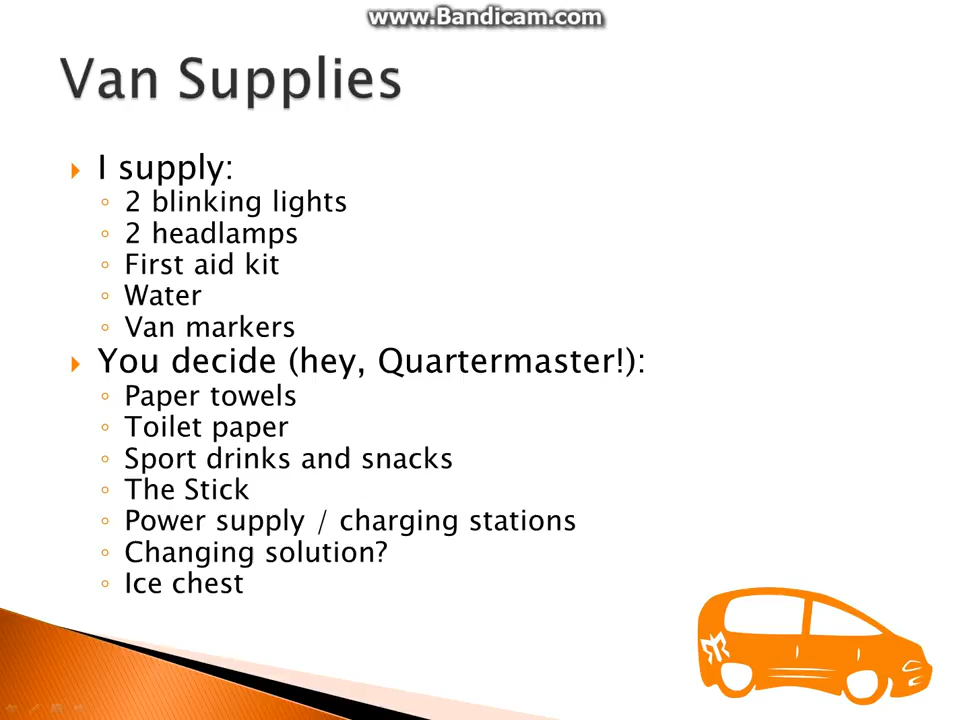 www.Bandicam.com
Van Supplies
I supply:
2 blinking lights
2 headlamps
First aid kit
Water
Van markers
You decide (hey, Quartermaster!):
Paper towels
Toilet paper
Sport drinks and snacks
The Stick
Power supply / charging stations
Changing solution?
Ice chest